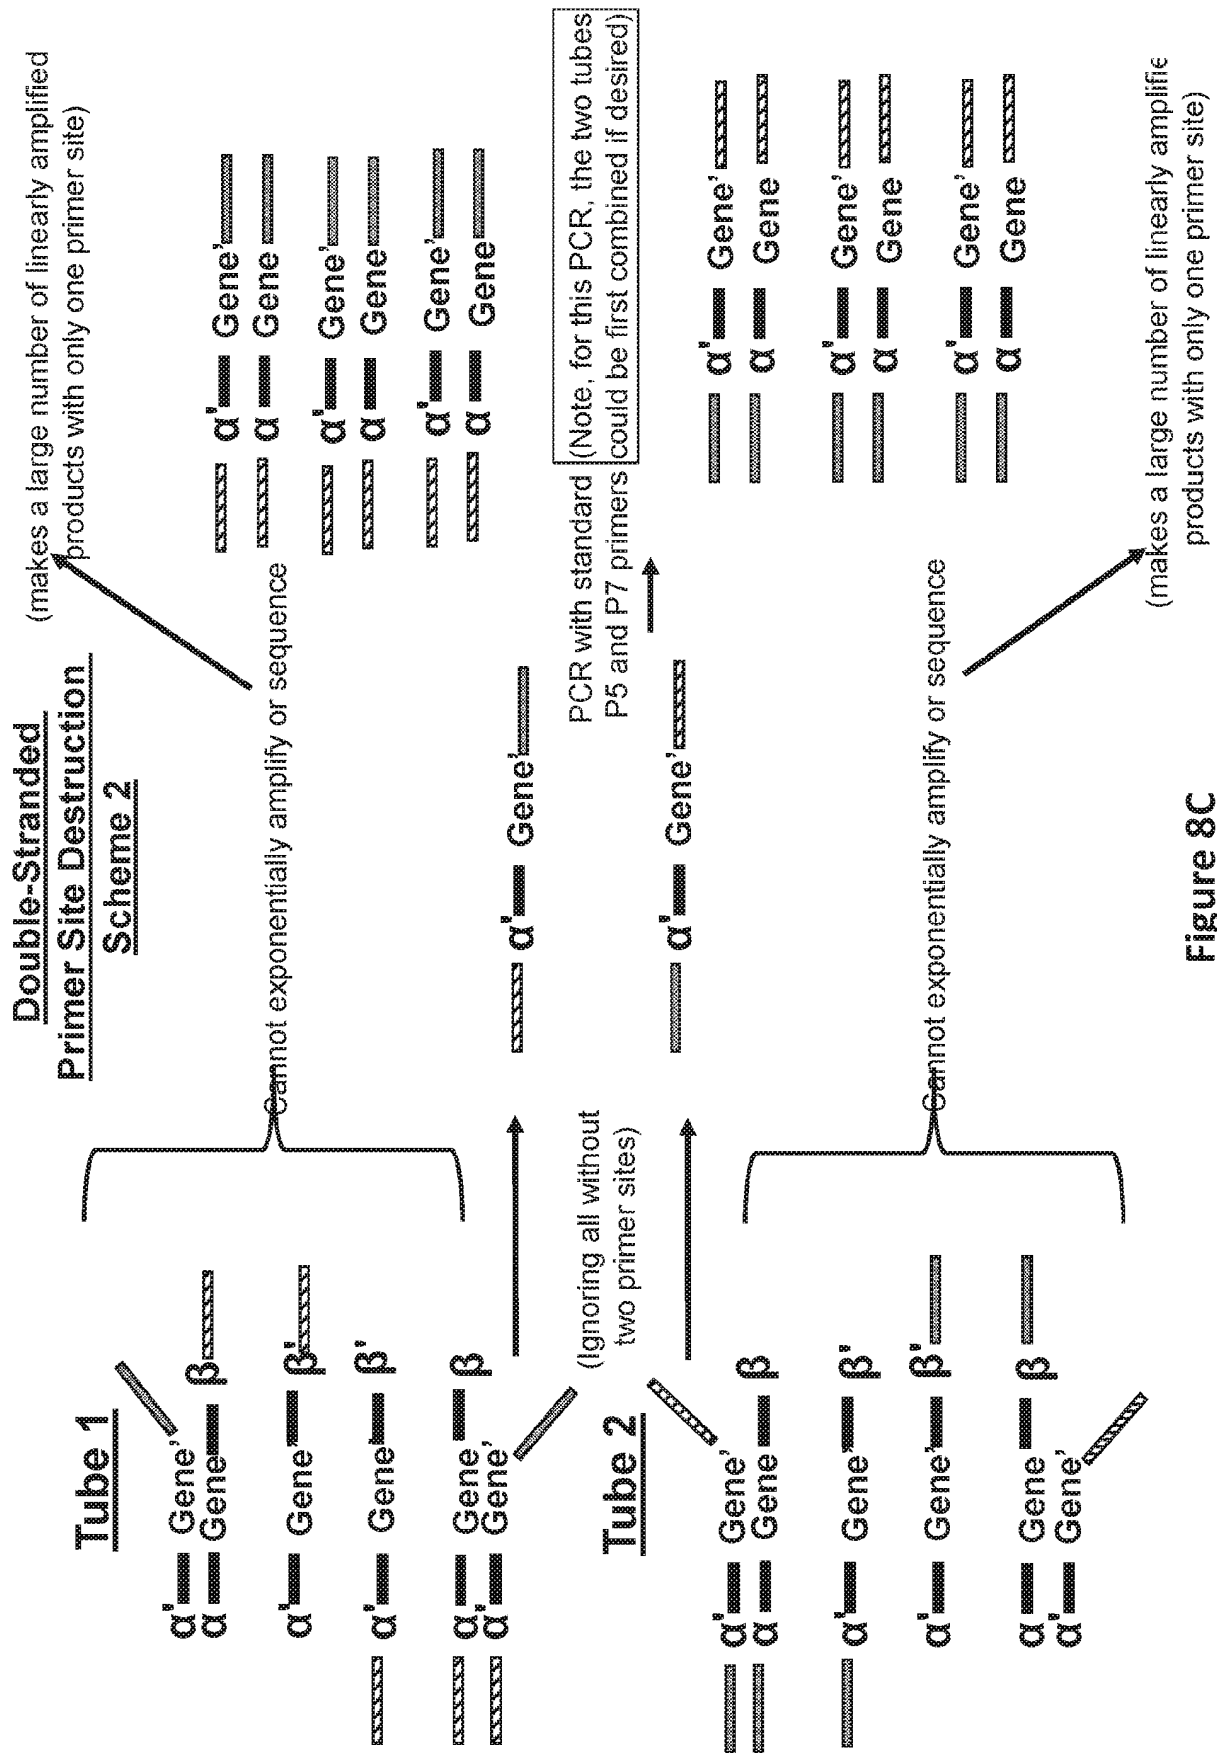 Double-Stranded
Primer Site Destruction
Scheme 2
(makes a large number of linearly amplified
products with only one primer site)
Tube 1
α' Gene'
α Gene β
α' Gene' β'
α' Gene' β'
α Gene' β
α' Gene'
Cannot exponentially amplify or sequence
α' Gene'
α Gene
α' Gene'
α Gene
α' Gene'
α Gene
α' Gene'
(Ignoring all without
two primer sites)
α' Gene'
PCR with standard (Note, for this PCR, the two tubes
P5 and P7 primers could be first combined if desired)
Tube 2
α' Gene'
α Gene' β
α' Gene' β'
α' Gene' β'
α Gene' β
α' Gene'
Cannot exponentially amplify or sequence
α' Gene'
α Gene
α' Gene'
α Gene
α' Gene'
α Gene
(makes a large number of linearly amplifie
products with only one primer site)
Figure 8C